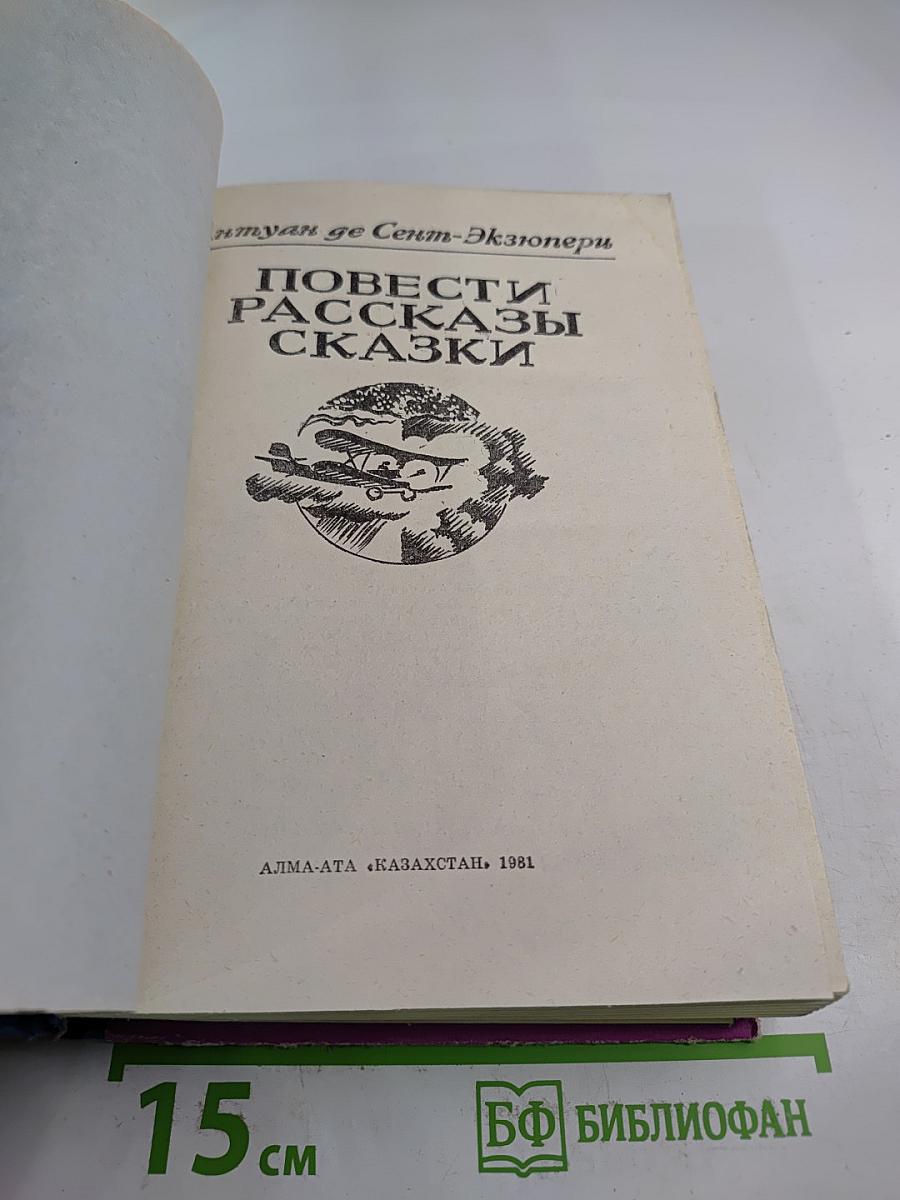 нтуан де Сент-Экзюпери
ПОВЕСТИ
РАССКАЗЫ
СКАЗКИ
АЛМА-АТА «КАЗАХСТАН» 1981
15 см
БФ БИБЛИОФАН